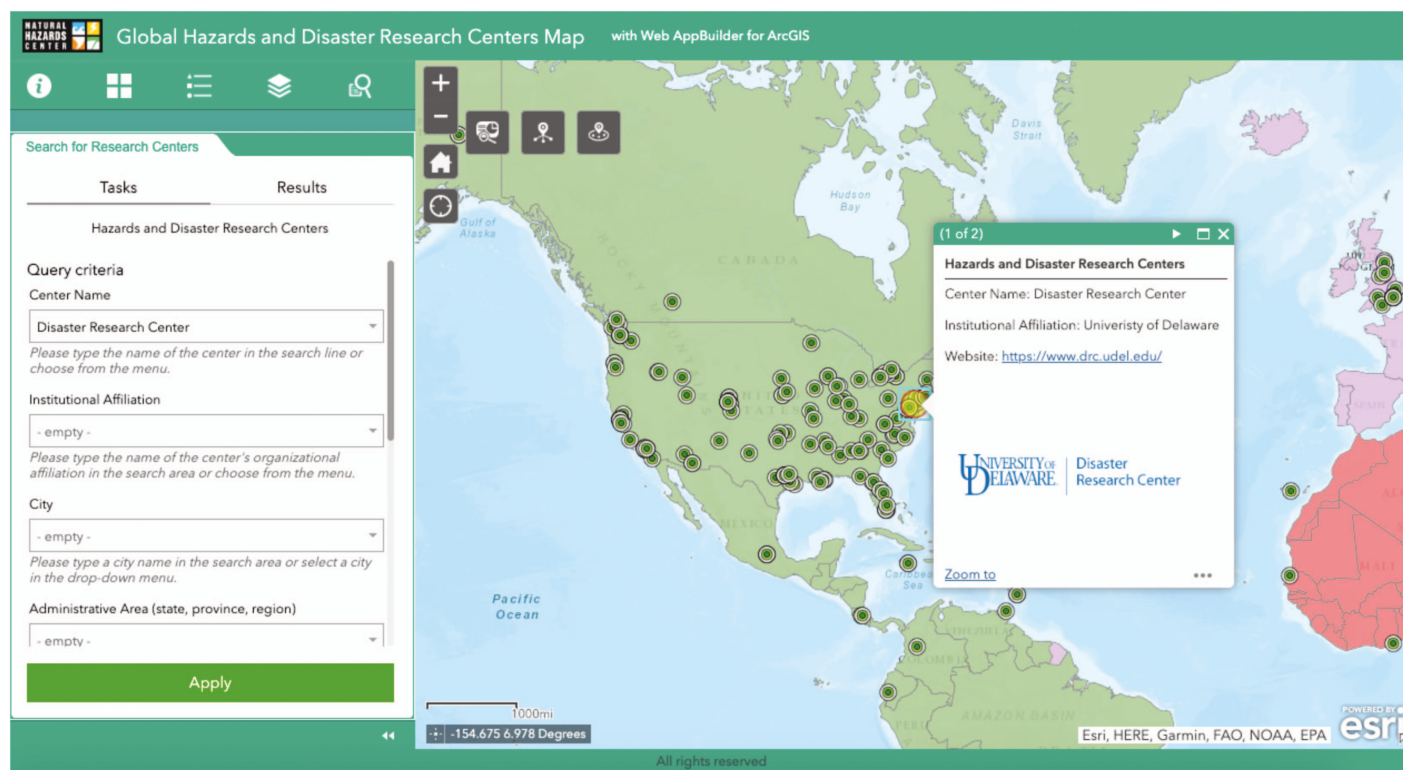 NATURAL
HAZARDS
CENTER
Global Hazards and Disaster Research Centers Map
with Web AppBuilder for ArcGIS
Search for Research Centers
Tasks
Results
Hazards and Disaster Research Centers
Query criteria
Center Name
Disaster Research Center
Please type the name of the center in the search line or
choose from the menu.
Institutional Affiliation
- empty -
Please type the name of the center's organizational
affiliation in the search area or choose from the menu.
City
- empty -
Please type a city name in the search area or select a city
in the drop-down menu.
Administrative Area (state, province, region)
- empty -
Apply
+
-
Davis
Strait
Hudson
Bay
Gulf of
Alaska
CANADA
MEXICO
Caribbean
Sea
Pacific
Ocean
COLOMBIA
PERU
AMAZON BASIN
SPAIN
MALI
(1 of 2)
Hazards and Disaster Research Centers
Center Name: Disaster Research Center
Institutional Affiliation: Univeristy of Delaware
Website: https://www.drc.udel.edu/
UNIVERSITY OF
DELAWARE
Disaster
Research Center
Zoom to
1000mi
-154.675 6.978 Degrees
Esri, HERE, Garmin, FAO, NOAA, EPA
POWERED BY
esri
All rights reserved